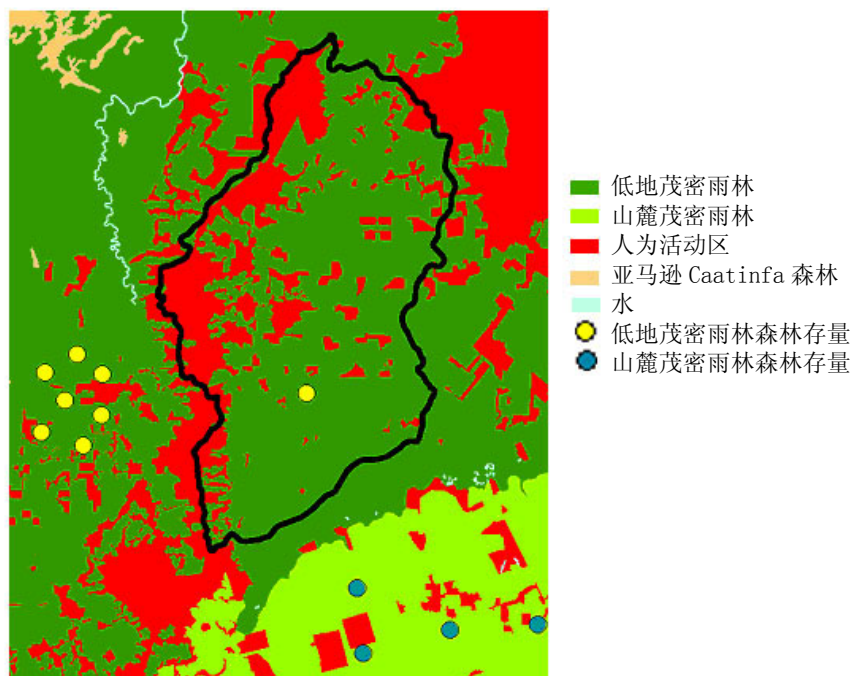 低地茂密雨林
山麓茂密雨林
人为活动区
亚马逊 Caatinfa 森林
水
低地茂密雨林森林存量
山麓茂密雨林森林存量